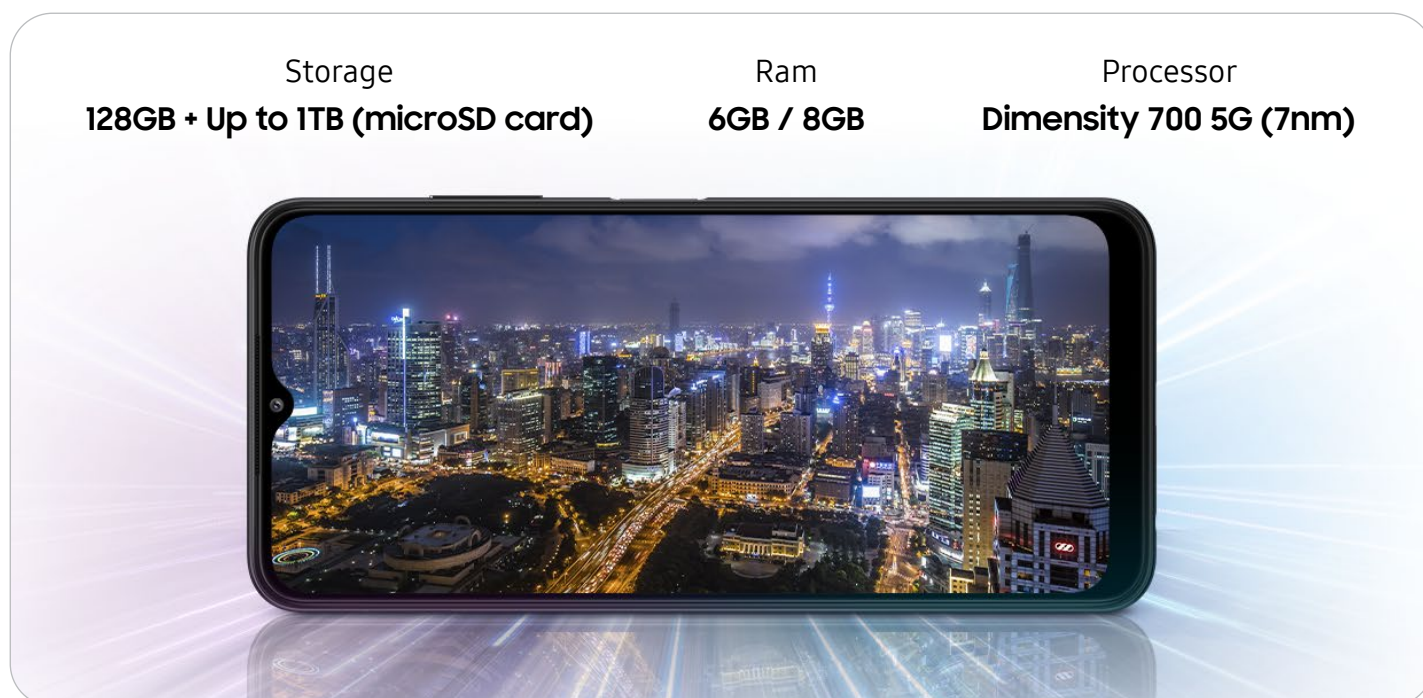 Storage
128GB + Up to 1TB (microSD card)
Ram
6GB / 8GB
Processor
Dimensity 700 5G (7nm)